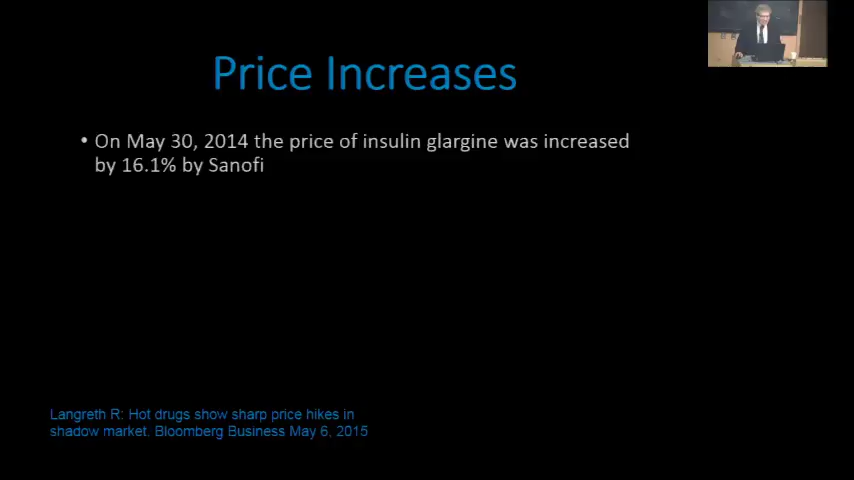 Price Increases
• On May 30, 2014 the price of insulin glargine was increased
by 16.1% by Sanofi
Langreth R: Hot drugs show sharp price hikes in
shadow market. Bloomberg Business May 6, 2015